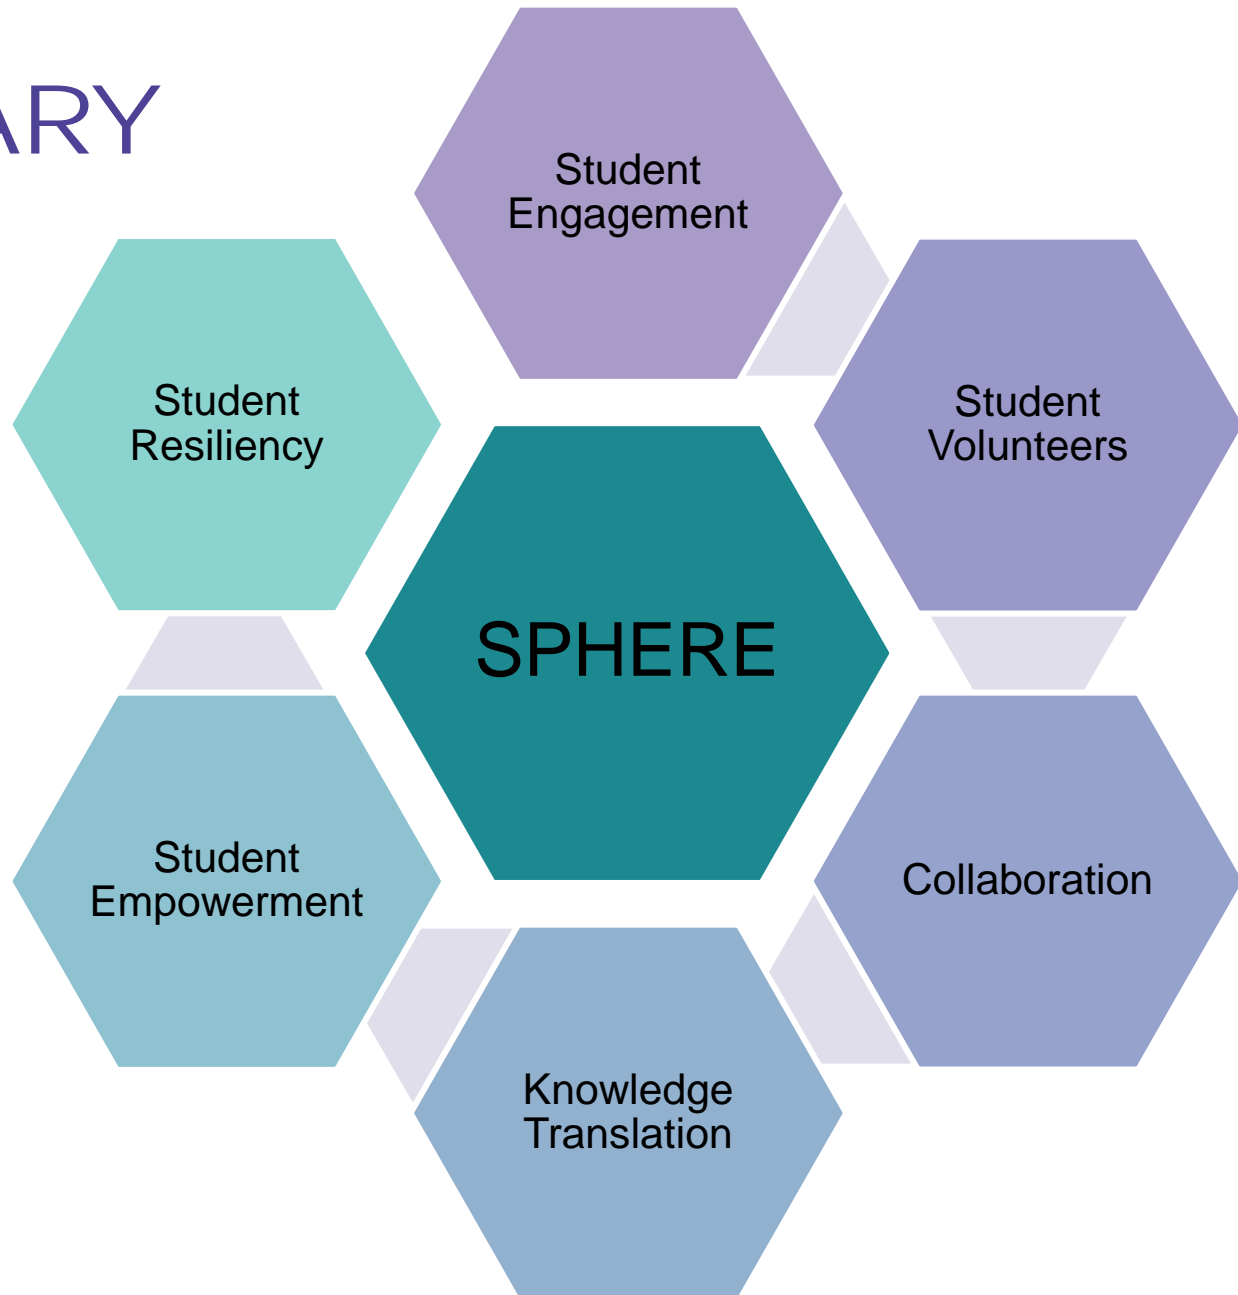 ARY
Student
Engagement
Student
Resiliency
Student
Volunteers
SPHERE
Student
Empowerment
Collaboration
Knowledge
Translation